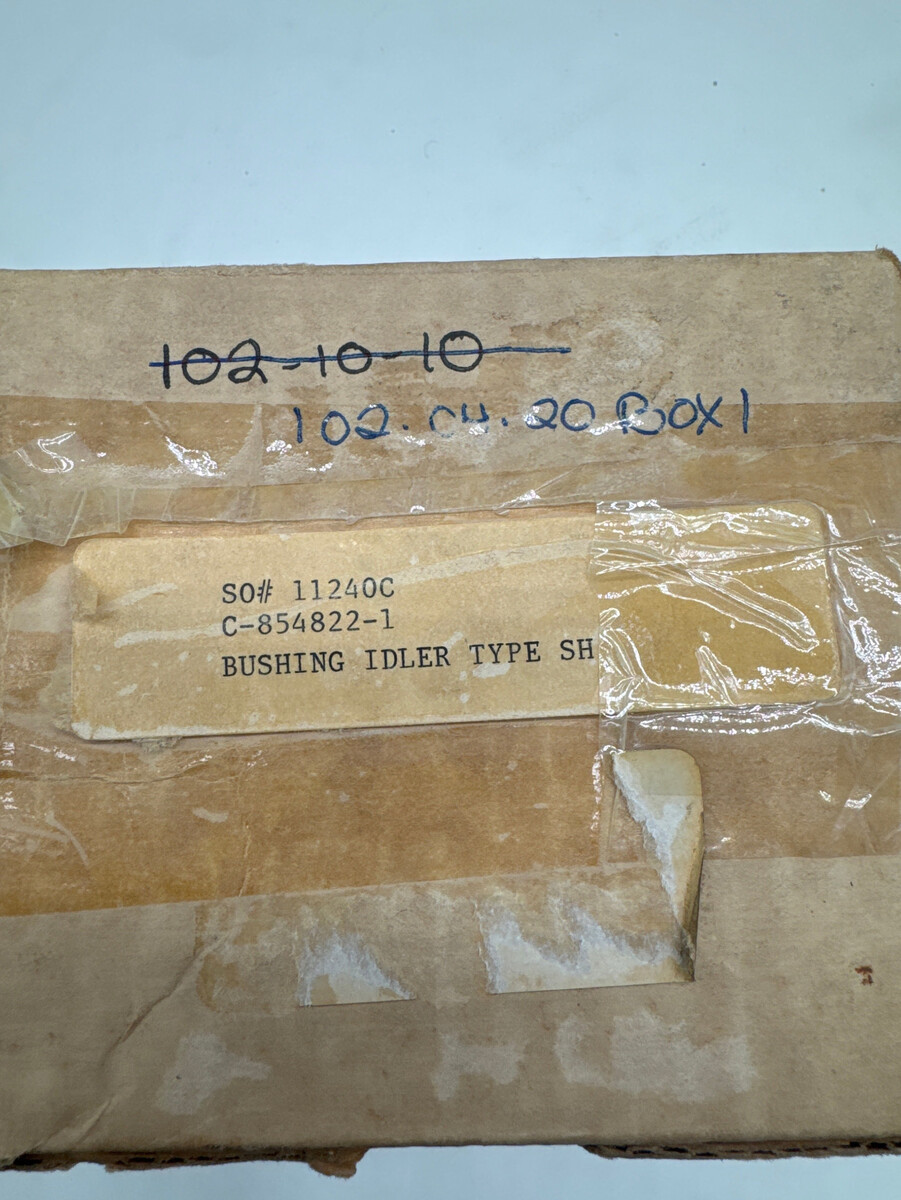 102-10-10
102.04.20 BOX 1
SO# 11240C
C-854822-1
BUSHING IDLER TYPE SH